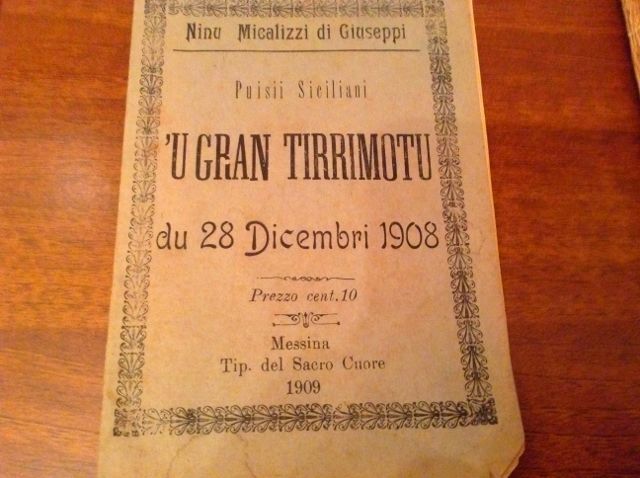 Ninu Micalizzi di Giuseppi
Puisii Siciliani
'U GRAN TIRRIMOTU
du 28 Dicembri 1908
Prezzo cent. 10
Messina
Tip. del Sacro Cuore
1909